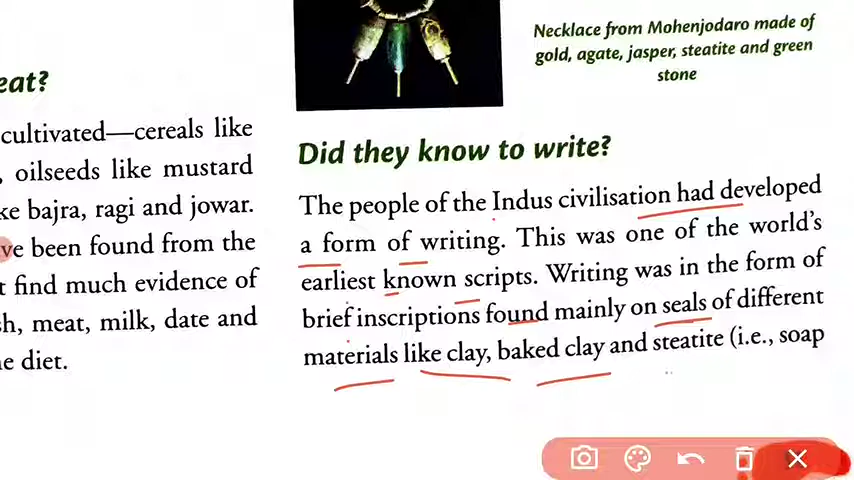 Necklace from Mohenjodaro made of
gold, agate, jasper, steatite and green
stone
eat?
cultivated—cereals like
, oilseeds like mustard
ke bajra, ragi and jowar.
ve been found from the
t find much evidence of
sh, meat, milk, date and
e diet.
Did they know to write?
The people of the Indus civilisation had developed
a form of writing. This was one of the world's
earliest known scripts. Writing was in the form of
brief inscriptions found mainly on seals of different
materials like clay, baked clay and steatite (i.e., soap